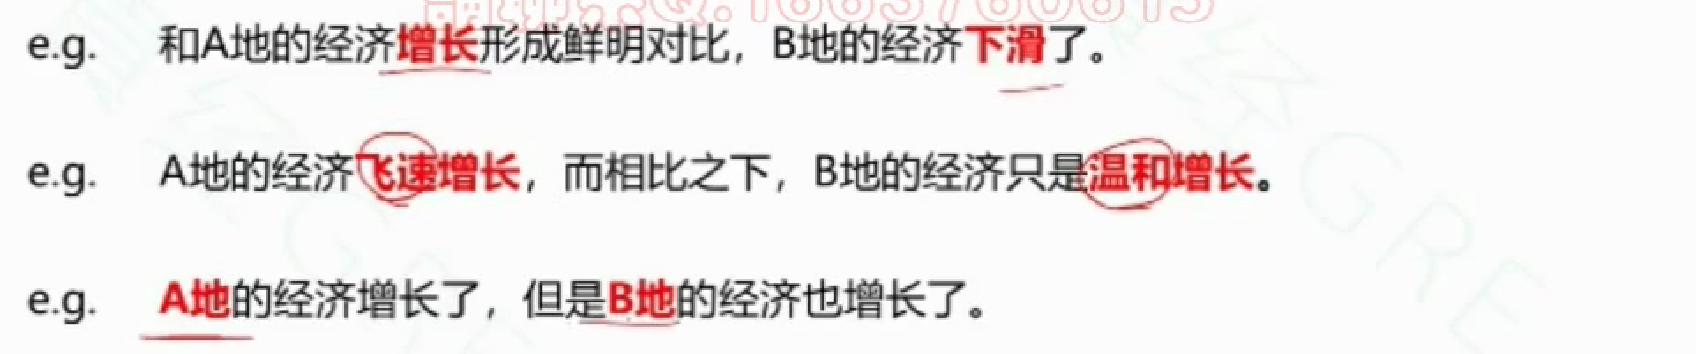 e.g. 和A地的经济增长形成鲜明对比，B地的经济下滑了。
e.g. A地的经济飞速增长，而相比之下，B地的经济只是温和增长。
e.g. A地的经济增长了，但是B地的经济也增长了。
GRE
GRE